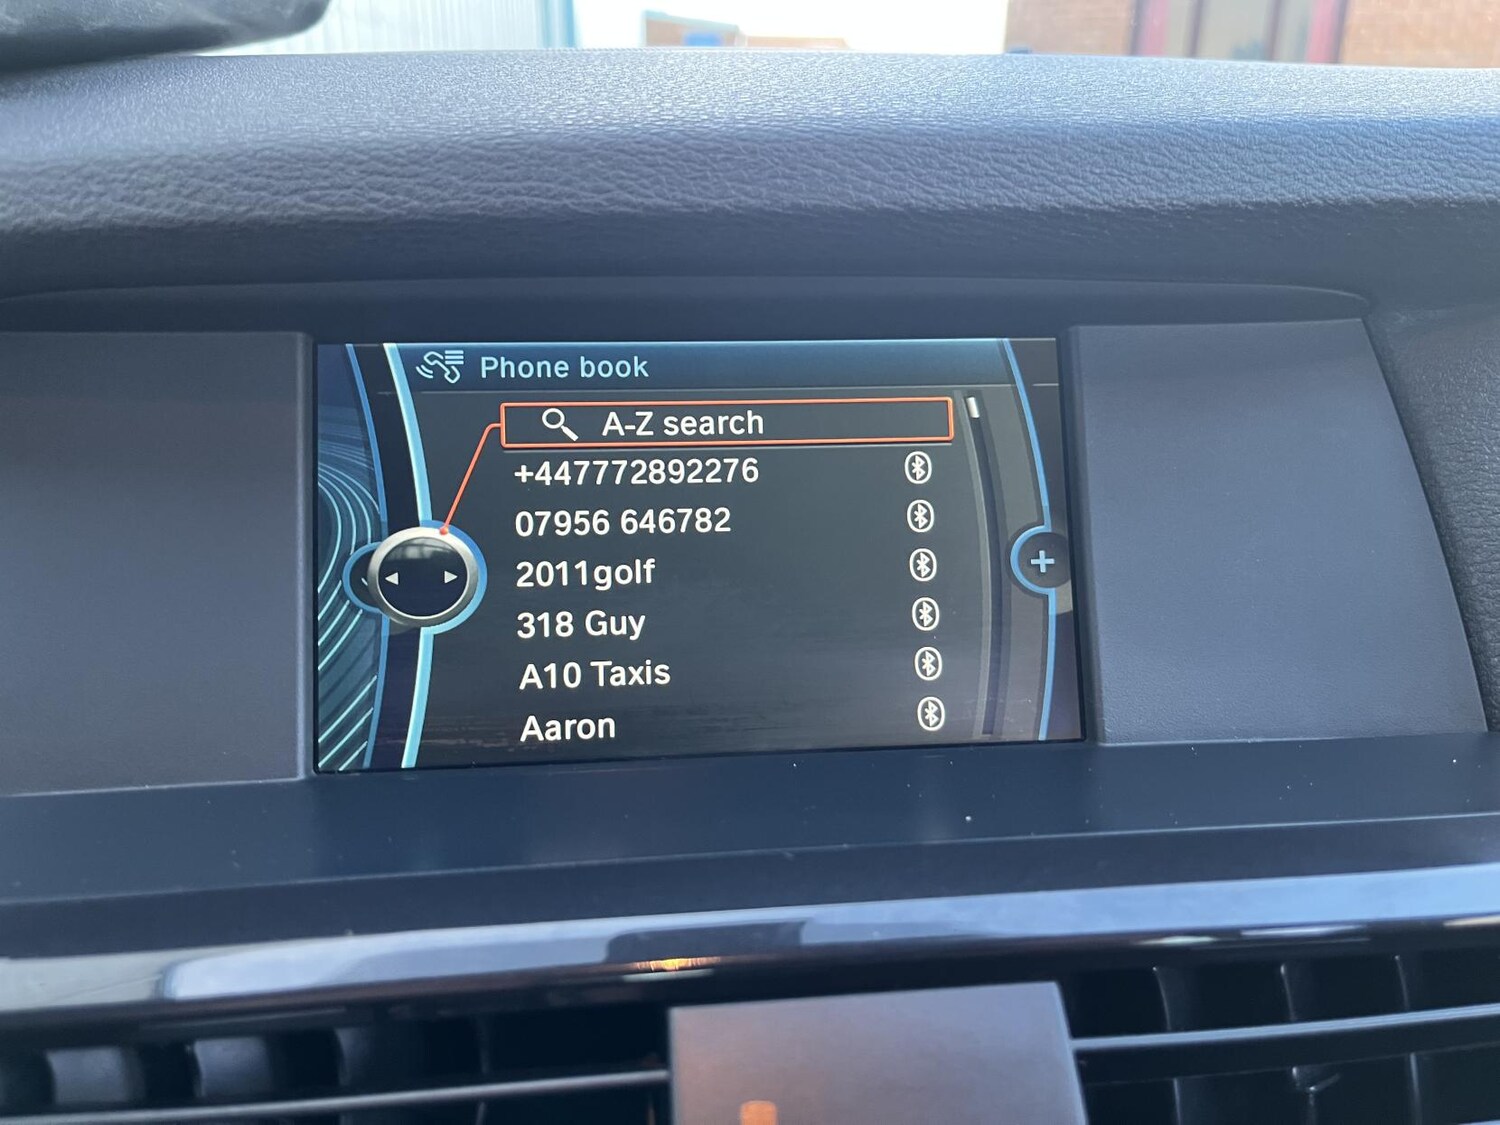 Phone book
A-Z search
+447772892276
07956 646782
2011golf
318 Guy
A10 Taxis
Aaron